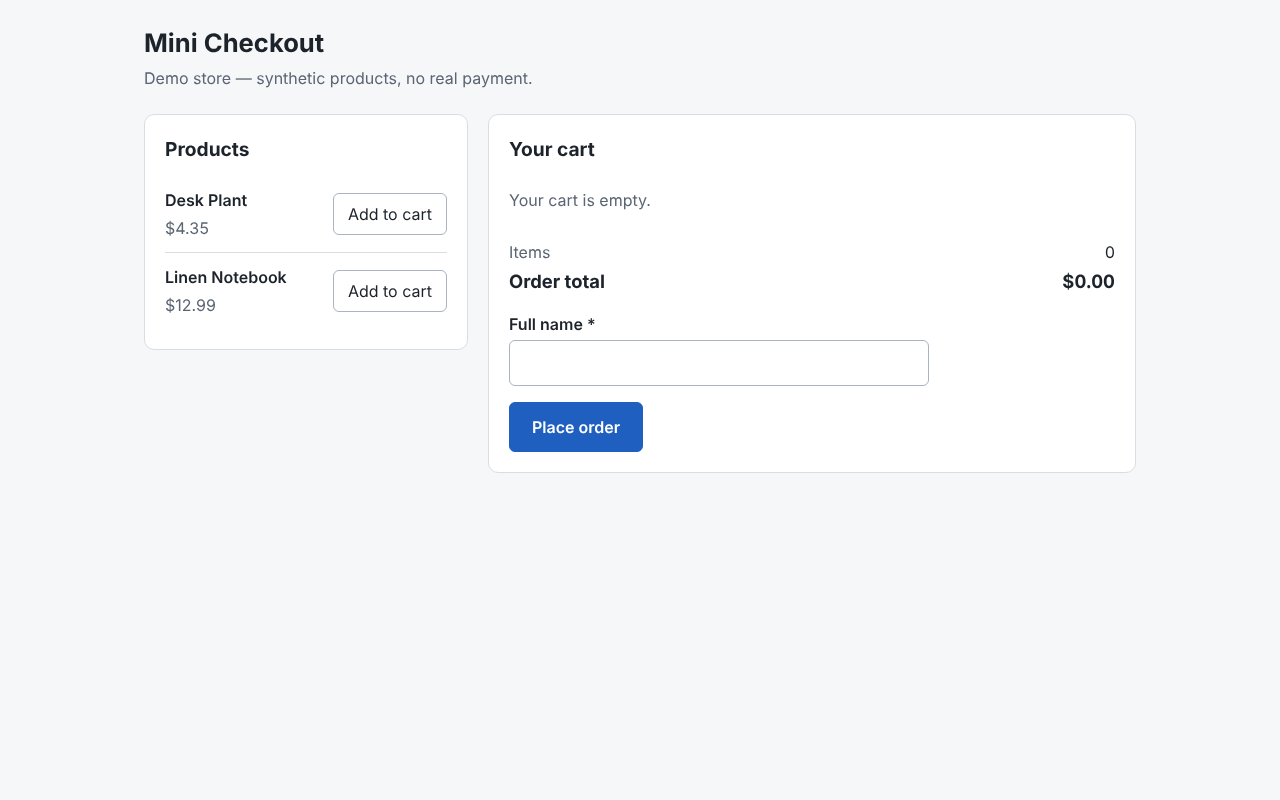 Mini Checkout
Demo store — synthetic products, no real payment.
Products
Desk Plant
$4.35
Add to cart
Linen Notebook
$12.99
Add to cart
Your cart
Your cart is empty.
Items 0
Order total $0.00
Full name *
Place order